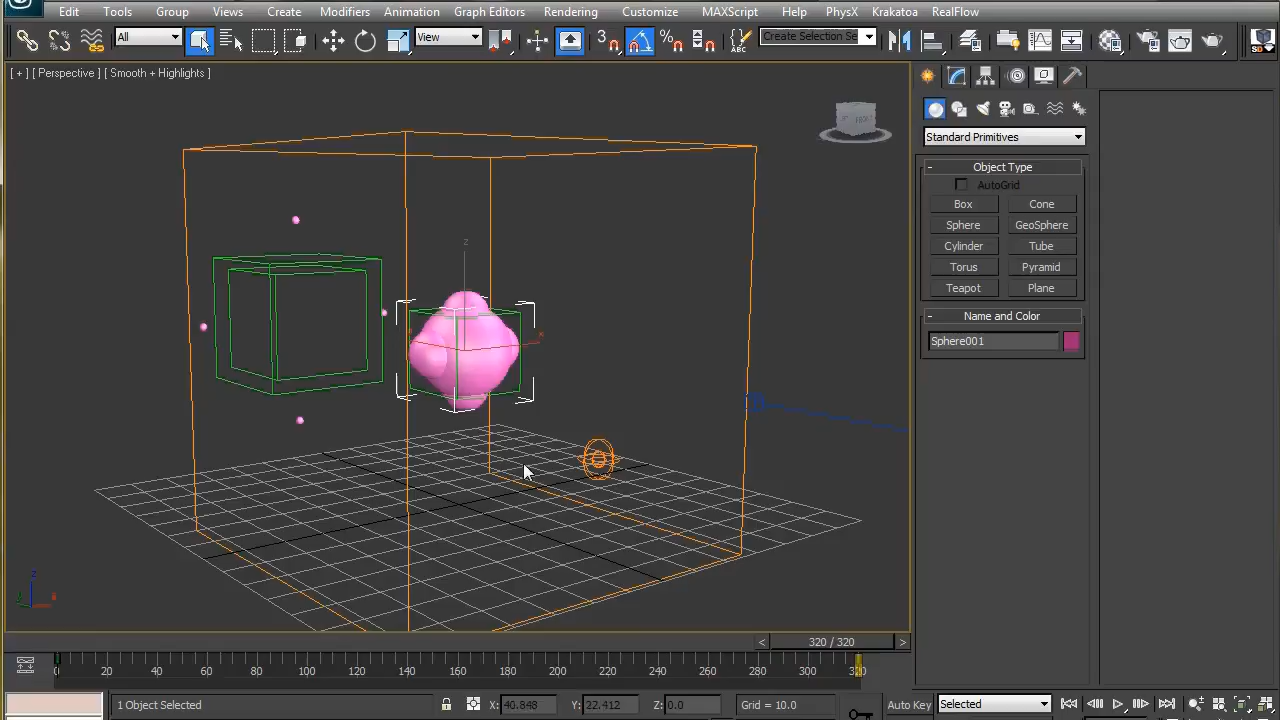 Edit Tools Group Views Create Modifiers Animation Graph Editors Rendering Customize MAXScript Help PhysX Krakatoa RealFlow
All View 3 Create Selection Se
[ + ] [ Perspective ] [ Smooth + Highlights ]
Standard Primitives
- Object Type
AutoGrid
Box Cone
Sphere GeoSphere
Cylinder Tube
Torus Pyramid
Teapot Plane
- Name and Color
Sphere001
z
x
z
< 320 / 320 >
0 20 40 60 80 100 120 140 160 180 200 220 240 260 280 300 320
1 Object Selected X: 40.848 Y: 22.412 Z: 0.0 Grid = 10.0 Auto Key Selected